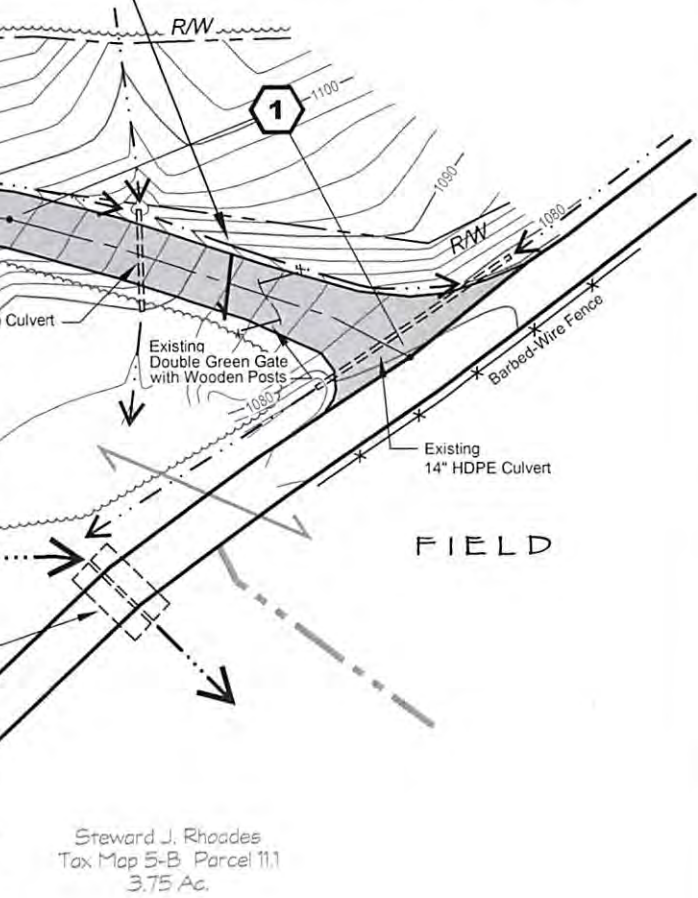 R/W
1
1100
1090
R/W
1080
Culvert
Existing
Double Green Gate
with Wooden Posts
Barbed-Wire Fence
1080
Existing
14" HDPE Culvert
FIELD
Steward J. Rhoades
Tax Map 5-B Parcel 11.1
3.75 Ac.